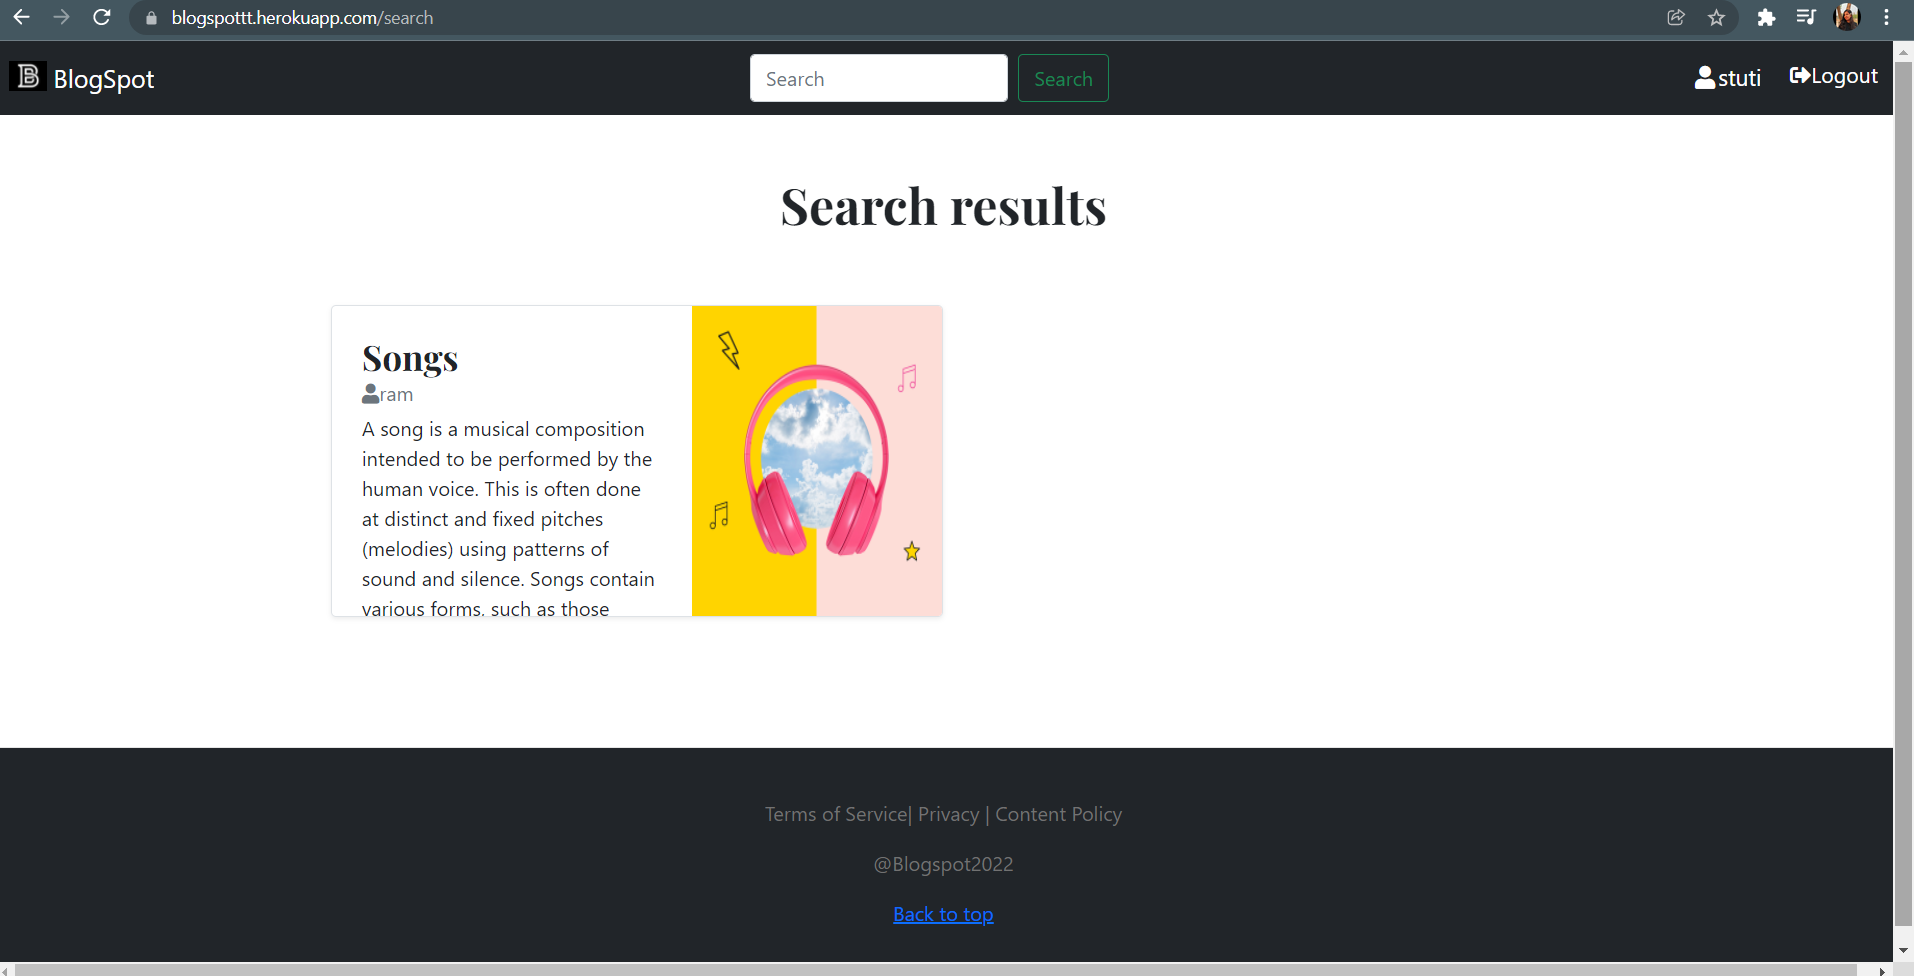 blogspottt.herokuapp.com/search
B BlogSpot
Search
Search
stuti
Logout
Search results
Songs
ram
A song is a musical composition
intended to be performed by the
human voice. This is often done
at distinct and fixed pitches
(melodies) using patterns of
sound and silence. Songs contain
various forms, such as those
Terms of Service| Privacy | Content Policy
@Blogspot2022
Back to top